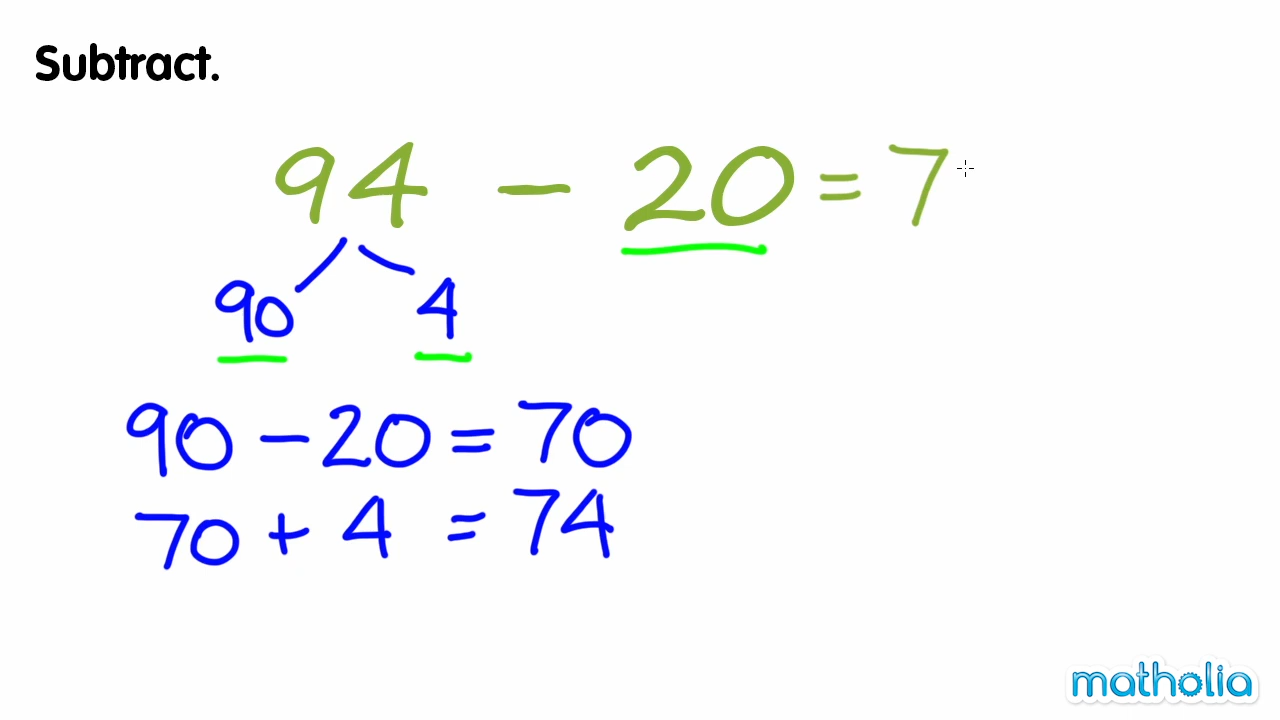 Subtract.
94 - 20 = 7
90 4
90 - 20 = 70
70 + 4 = 74
matholia